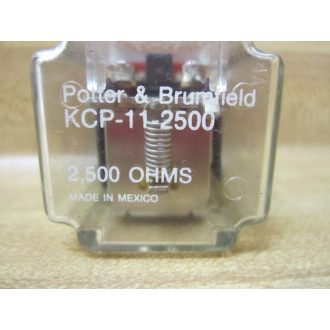 Potter & Brumfield
KCP-11-2500
2,500 OHMS
MADE IN MEXICO